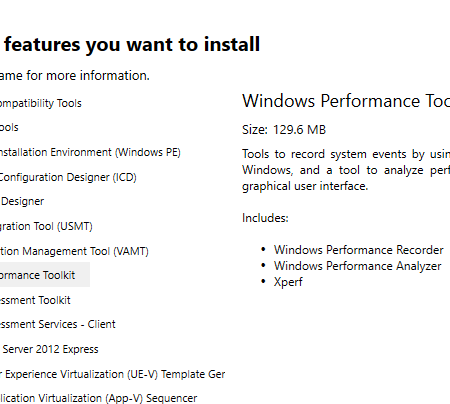 features you want to install
ame for more information.
ompatibility Tools
ools
nstallation Environment (Windows PE)
Configuration Designer (ICD)
Designer
gration Tool (USMT)
tion Management Tool (VAMT)
ormance Toolkit
essment Toolkit
essment Services - Client
Server 2012 Express
r Experience Virtualization (UE-V) Template Ger
lication Virtualization (App-V) Sequencer
Windows Performance Too
Size: 129.6 MB
Tools to record system events by usin
Windows, and a tool to analyze perf
graphical user interface.
Includes:
• Windows Performance Recorder
• Windows Performance Analyzer
• Xperf